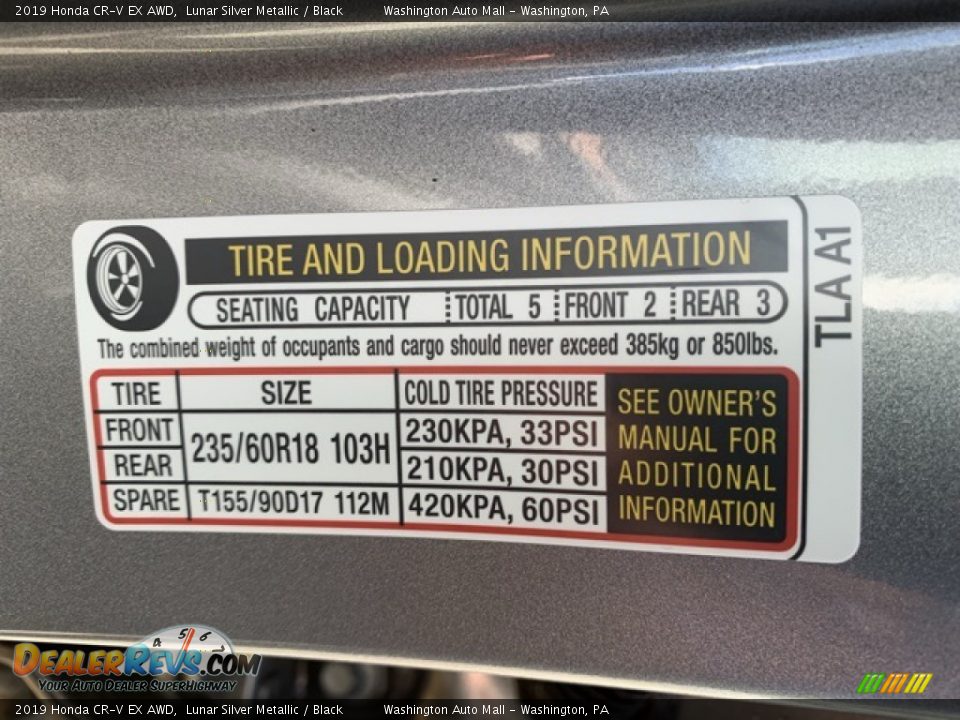 2019 Honda CR-V EX AWD, Lunar Silver Metallic / Black Washington Auto Mall - Washington, PA
TIRE AND LOADING INFORMATION
SEATING CAPACITY TOTAL 5 FRONT 2 REAR 3
The combined weight of occupants and cargo should never exceed 385kg or 850lbs.
TIRE SIZE COLD TIRE PRESSURE
FRONT 235/60R18 103H 230KPA, 33PSI
REAR 210KPA, 30PSI
SPARE T155/90D17 112M 420KPA, 60PSI
SEE OWNER'S
MANUAL FOR
ADDITIONAL
INFORMATION
TLA A1
4 5 6 7
DEALERREVS.COM
YOUR AUTO DEALER SUPERHIGHWAY
2019 Honda CR-V EX AWD, Lunar Silver Metallic / Black Washington Auto Mall - Washington, PA